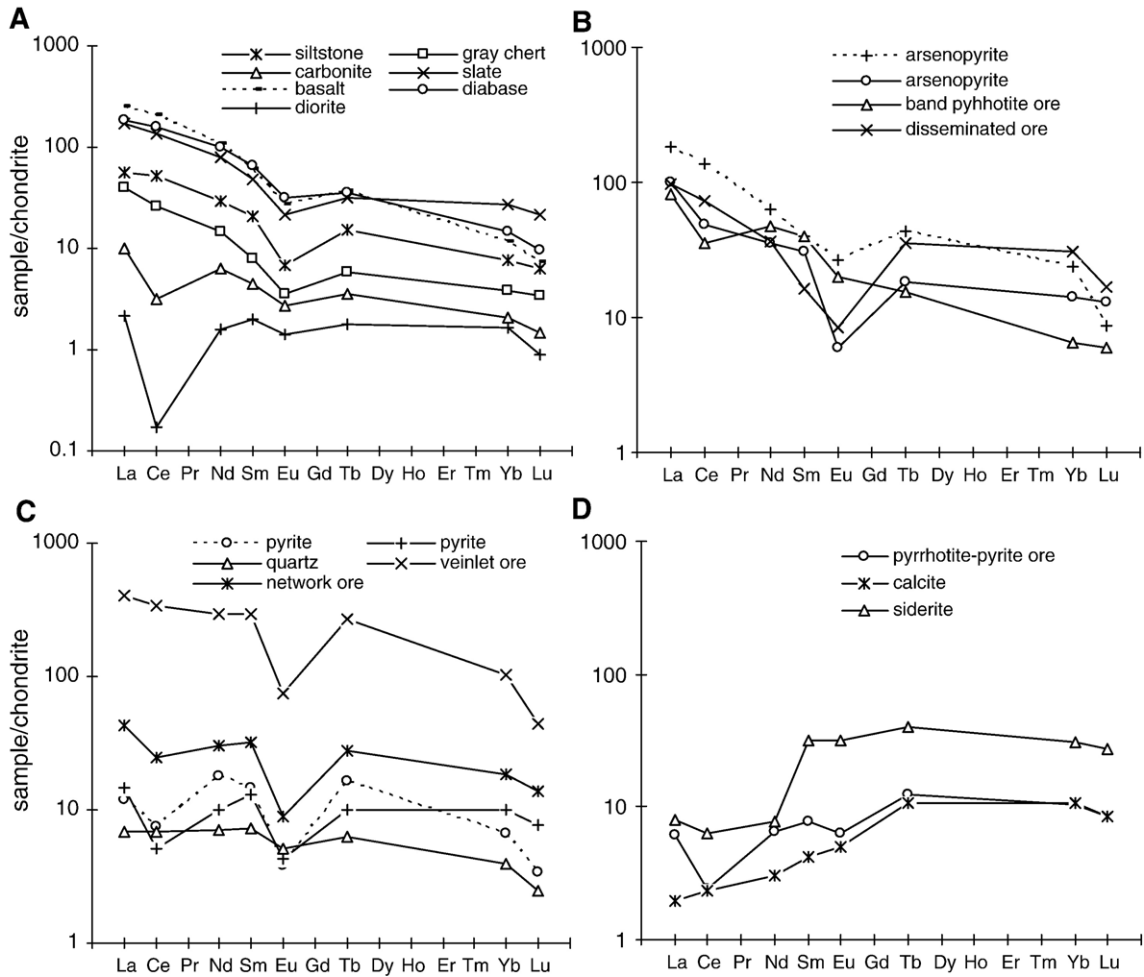 A
1000
100
10
1
0.1
sample/chondrite
siltstone gray chert
carbonite slate
basalt diabase
diorite
La Ce Pr Nd Sm Eu Gd Tb Dy Ho Er Tm Yb Lu
B
1000
100
10
1
arsenopyrite
arsenopyrite
band pyhhotite ore
disseminated ore
La Ce Pr Nd Sm Eu Gd Tb Dy Ho Er Tm Yb Lu
C
1000
100
10
1
sample/chondrite
pyrite pyrite
quartz veinlet ore
network ore
La Ce Pr Nd Sm Eu Gd Tb Dy Ho Er Tm Yb Lu
D
1000
100
10
1
pyrrhotite-pyrite ore
calcite
siderite
La Ce Pr Nd Sm Eu Gd Tb Dy Ho Er Tm Yb Lu